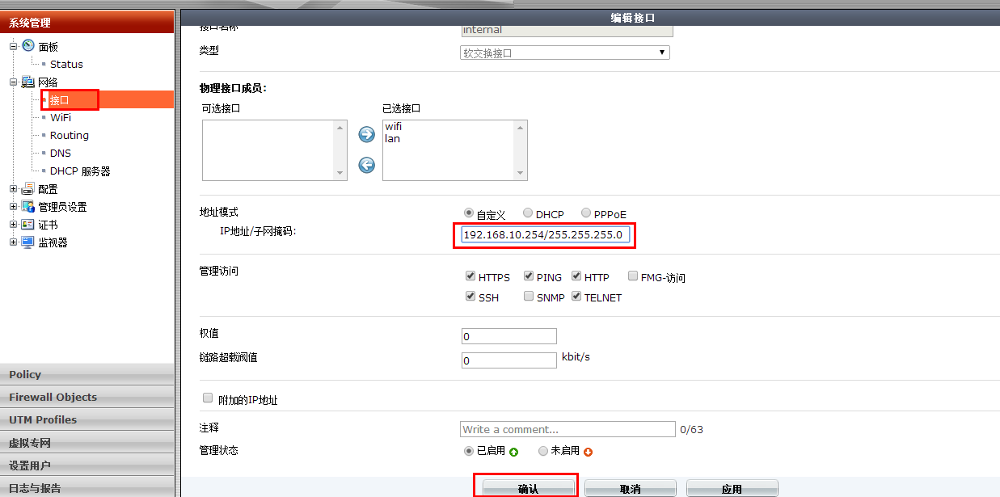 系统管理
面板
Status
网络
接口
WiFi
Routing
DNS
DHCP 服务器
配置
管理员设置
证书
监视器
Policy
Firewall Objects
UTM Profiles
虚拟专网
设置用户
日志与报告
编辑接口
接口名称 internal
类型 软交换接口
物理接口成员:
可选接口 已选接口
wifi
lan
地址模式 自定义 DHCP PPPoE
IP地址/子网掩码: 192.168.10.254/255.255.255.0
管理访问 HTTPS PING HTTP FMG-访问
SSH SNMP TELNET
权值 0
链路超载阀值 0 kbit/s
附加的IP地址
注释 Write a comment... 0/63
管理状态 已启用 未启用
确认 取消 应用